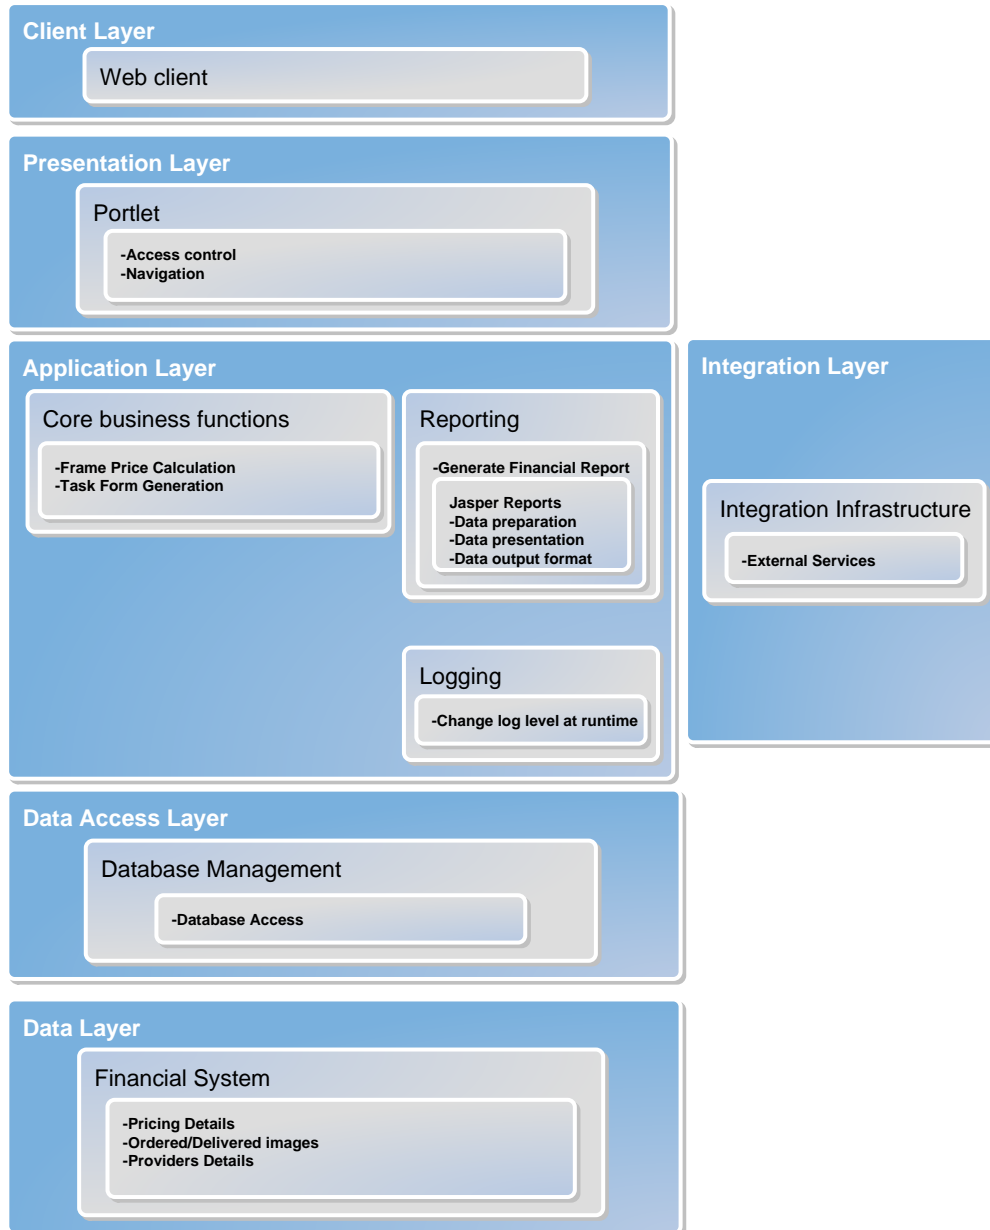 Client Layer
Web client
Presentation Layer
Portlet
-Access control
-Navigation
Application Layer
Core business functions
-Frame Price Calculation
-Task Form Generation
Reporting
-Generate Financial Report
Jasper Reports
-Data preparation
-Data presentation
-Data output format
Logging
-Change log level at runtime
Integration Layer
Integration Infrastructure
-External Services
Data Access Layer
Database Management
-Database Access
Data Layer
Financial System
-Pricing Details
-Ordered/Delivered images
-Providers Details